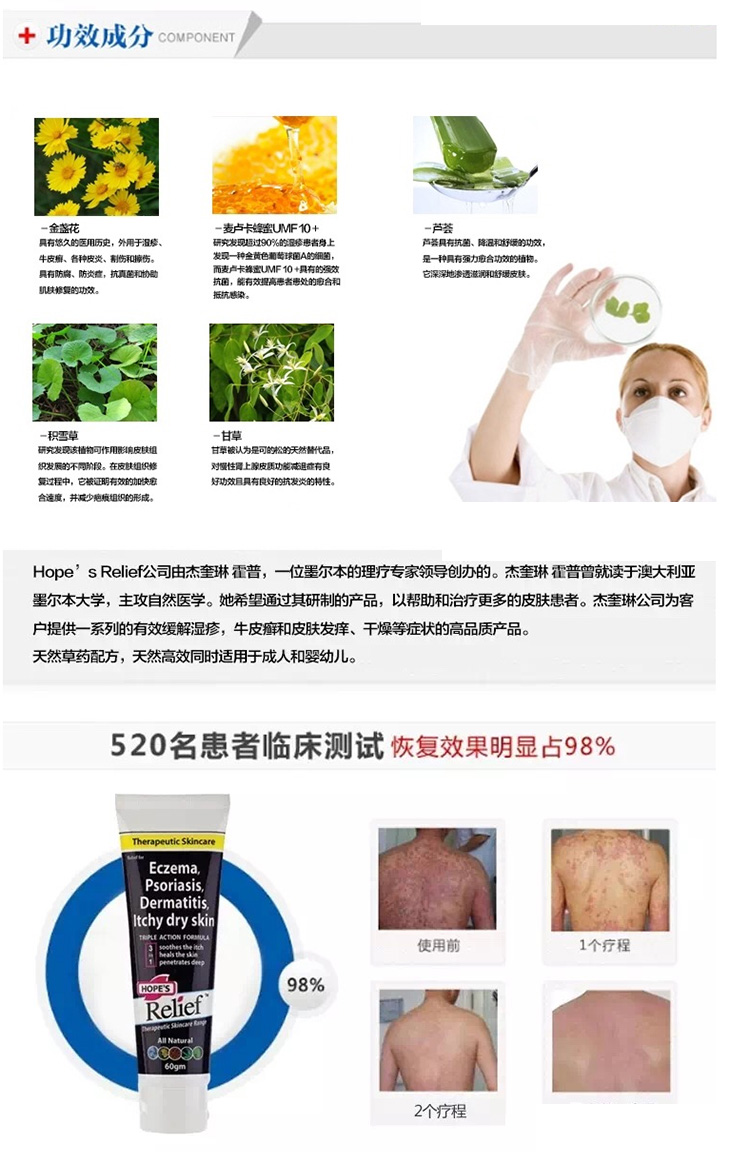 功效成分 COMPONENT
－金盏花
具有悠久的医用历史，外用于湿疹、
牛皮癣、各种皮炎、割伤和擦伤。
具有防腐、防炎症，抗真菌和协助
肌肤修复的功效。
－麦卢卡蜂蜜UMF 10＋
研究发现超过90%的湿疹患者身上
发现一种金黄色葡萄球菌A的细菌，
而麦卢卡蜂蜜UMF 10 +具有的强效
抗菌，能有效提高患者患处的愈合和
抵抗感染。
－芦荟
芦荟具有抗菌、降温和舒缓的功效，
是一种具有强力愈合功效的植物。
它深深地渗透滋润和舒缓皮肤。
－积雪草
研究发现该植物可作用影响皮肤组
织发展的不同阶段。在皮肤组织修
复过程中，它被证明有效的加快愈
合速度，并减少疤痕组织的形成。
－甘草
甘草被认为是可的松的天然替代品，
对慢性肾上腺皮质功能减退症有良
好功效且具有良好的抗发炎的特性。
Hope’s Relief公司由杰奎琳 霍普，一位墨尔本的理疗专家领导创办的。杰奎琳 霍普曾就读于澳大利亚
墨尔本大学，主攻自然医学。她希望通过其研制的产品，以帮助和治疗更多的皮肤患者。杰奎琳公司为客
户提供一系列的有效缓解湿疹，牛皮癣和皮肤发痒、干燥等症状的高品质产品。
天然草药配方，天然高效同时适用于成人和婴幼儿。
520名患者临床测试 恢复效果明显占98%
Therapeutic Skincare
Relief for
Eczema,
Psoriasis,
Dermatitis,
Itchy dry skin
TRIPLE ACTION FORMULA
3 in 1
soothes the itch
heals the skin
penetrates deep
HOPE'S
Relief™
Therapeutic Skincare Range
All Natural
60gm
98%
使用前
1个疗程
2个疗程